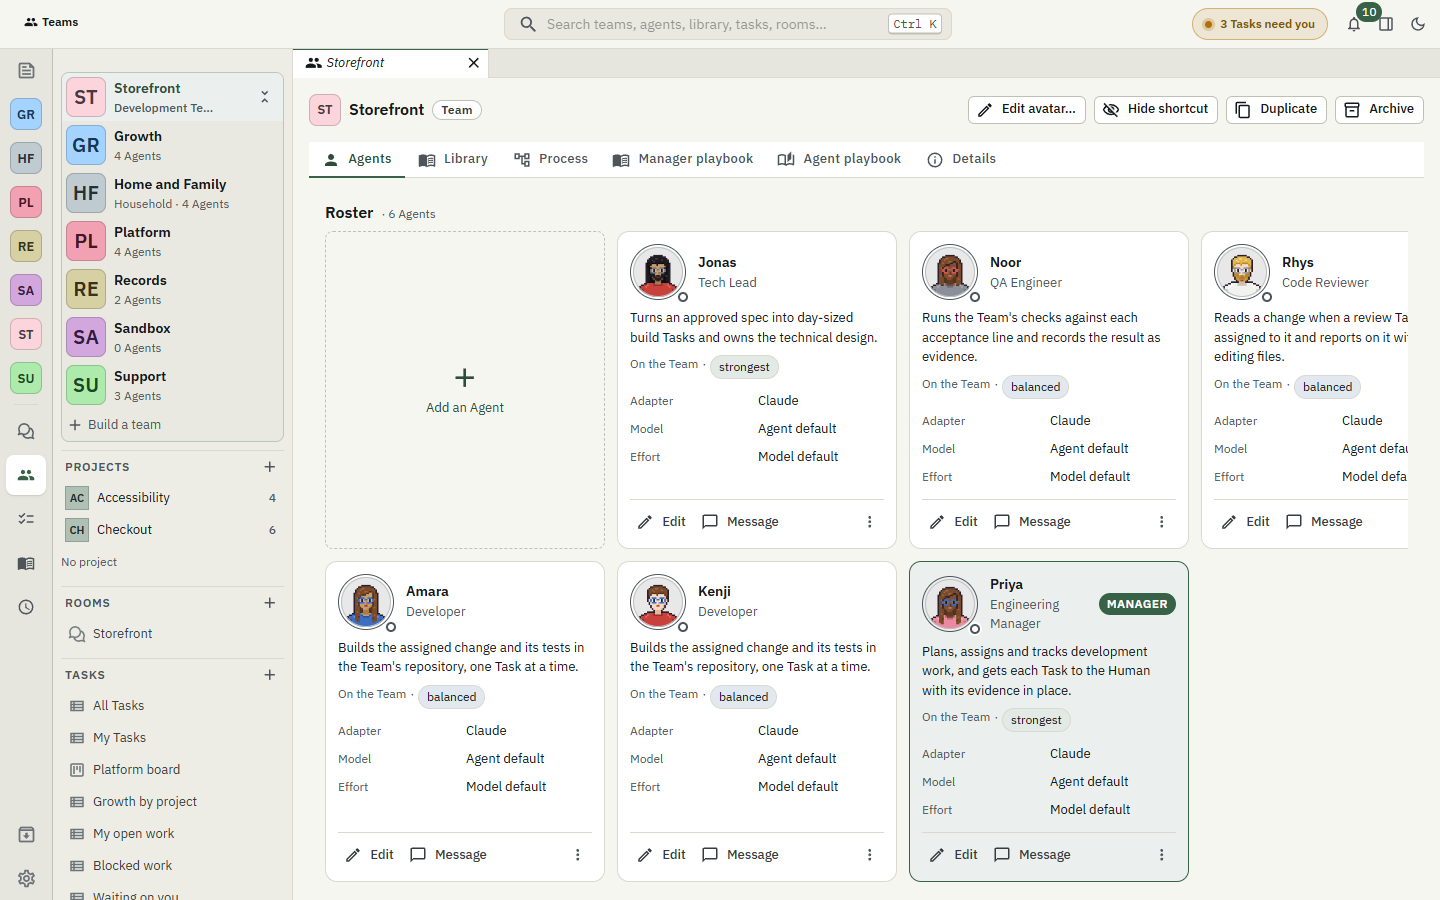 Teams
Search teams, agents, library, tasks, rooms...
Ctrl K
3 Tasks need you
10
GR
HF
PL
RE
SA
ST
SU
ST
Storefront
Development Te...
GR
Growth
4 Agents
HF
Home and Family
Household · 4 Agents
PL
Platform
4 Agents
RE
Records
2 Agents
SA
Sandbox
0 Agents
SU
Support
3 Agents
Build a team
PROJECTS
AC Accessibility 4
CH Checkout 6
No project
ROOMS
Storefront
TASKS
All Tasks
My Tasks
Platform board
Growth by project
My open work
Blocked work
Waiting on you
Storefront
ST Storefront Team
Edit avatar...
Hide shortcut
Duplicate
Archive
Agents
Library
Process
Manager playbook
Agent playbook
Details
Roster · 6 Agents
Add an Agent
Jonas
Tech Lead
Turns an approved spec into day-sized
build Tasks and owns the technical design.
On the Team · strongest
Adapter Claude
Model Agent default
Effort Model default
Edit Message
Noor
QA Engineer
Runs the Team's checks against each
acceptance line and records the result as
evidence.
On the Team · balanced
Adapter Claude
Model Agent default
Effort Model default
Edit Message
Rhys
Code Reviewer
Reads a change when a review Ta
assigned to it and reports on it wi
editing files.
On the Team · balanced
Adapter Claude
Model Agent defau
Effort Model defa
Edit Message
Amara
Developer
Builds the assigned change and its tests in
the Team's repository, one Task at a time.
On the Team · balanced
Adapter Claude
Model Agent default
Effort Model default
Edit Message
Kenji
Developer
Builds the assigned change and its tests in
the Team's repository, one Task at a time.
On the Team · balanced
Adapter Claude
Model Agent default
Effort Model default
Edit Message
Priya
Engineering
Manager
MANAGER
Plans, assigns and tracks development
work, and gets each Task to the Human
with its evidence in place.
On the Team · strongest
Adapter Claude
Model Agent default
Effort Model default
Edit Message